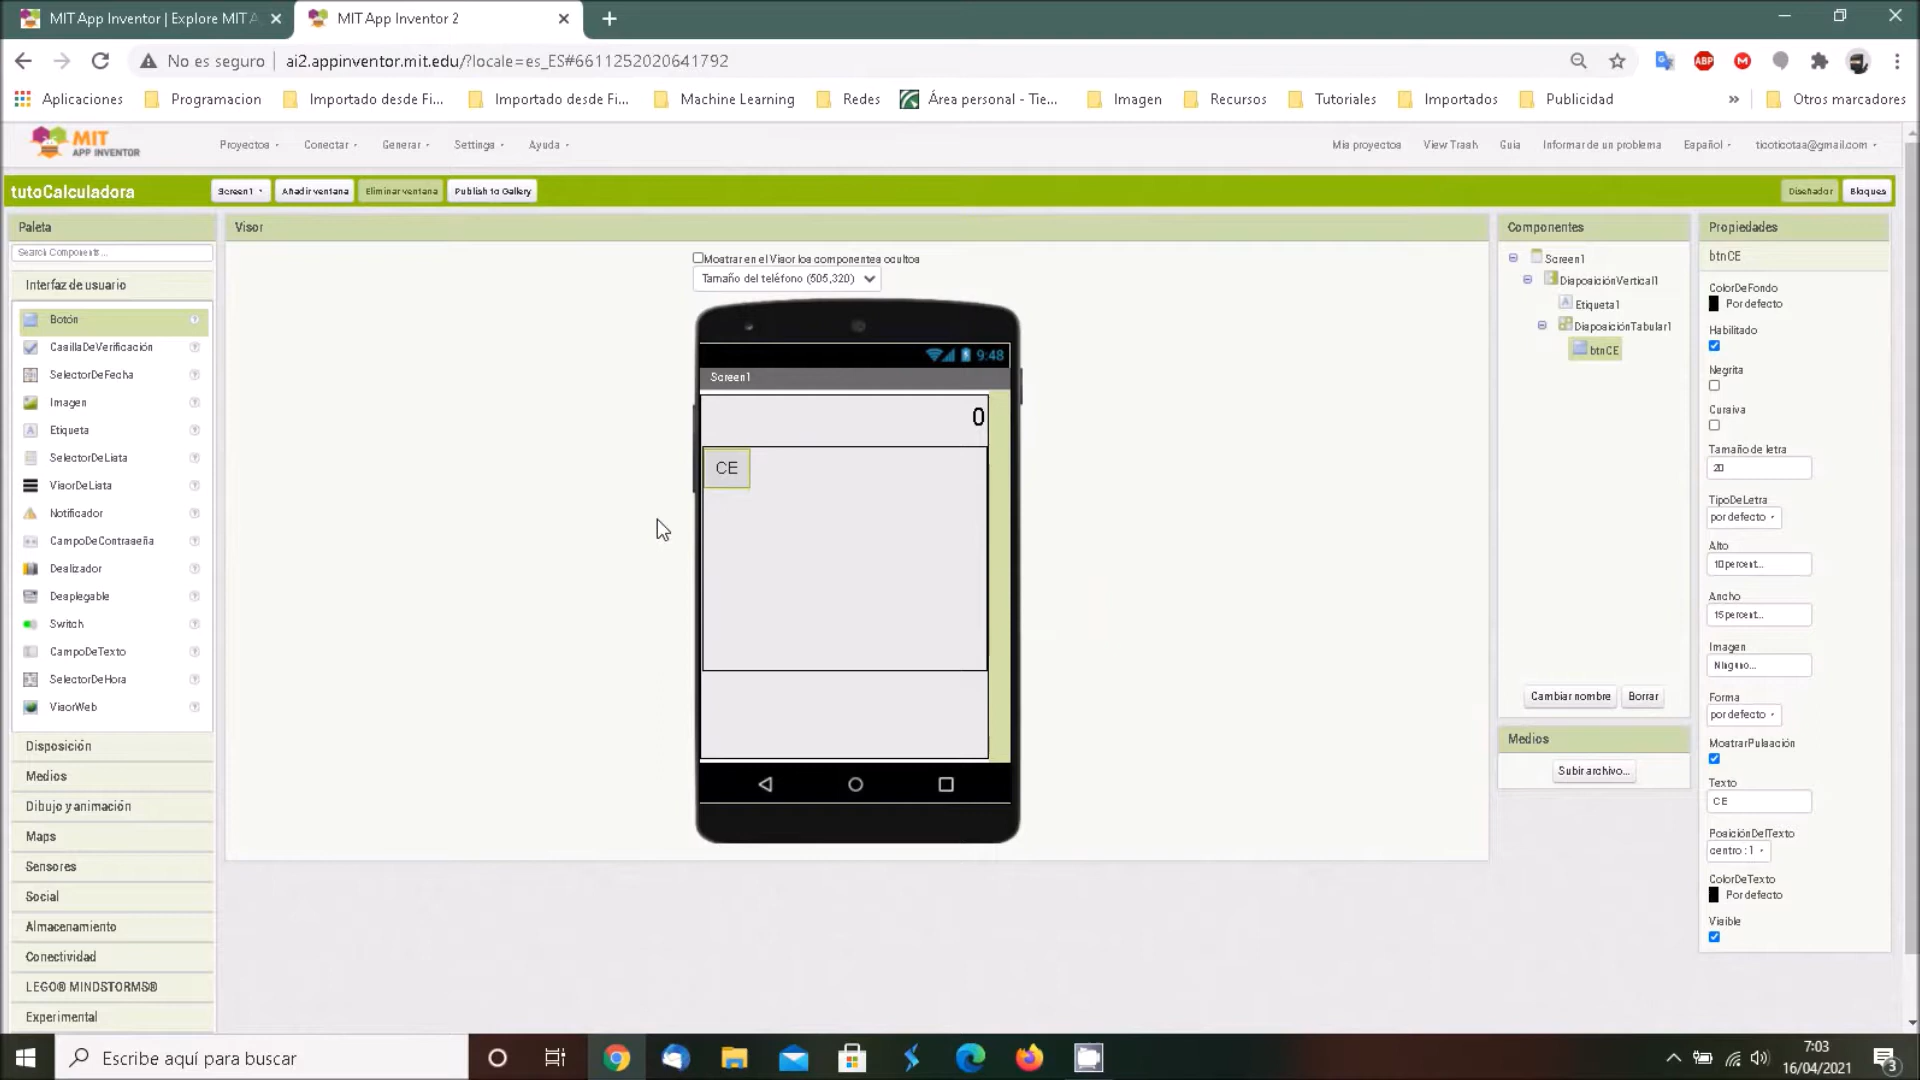 MIT App Inventor | Explore MIT A
MIT App Inventor 2
No es seguro
ai2.appinventor.mit.edu/?locale=es_ES#6611252020641792
Aplicaciones
Programacion
Importado desde Fi...
Importado desde Fi...
Machine Learning
Redes
Área personal - Tie...
Imagen
Recursos
Tutoriales
Importados
Publicidad
Otros marcadores
MIT
APP INVENTOR
Proyectos
Conectar
Generar
Settings
Ayuda
Mis proyectos
View Trash
Guia
Informar de un problema
Español
ticoticotaa@gmail.com
tutoCalculadora
Screen1
Añadir ventana
Eliminar ventana
Publish to Gallery
Diseñador
Bloques
Paleta
Search Components...
Interfaz de usuario
Botón
CasillaDeVerificación
SelectorDeFecha
Imagen
Etiqueta
SelectorDeLista
VisorDeLista
Notificador
CampoDeContraseña
Deslizador
Desplegable
Switch
CampoDeTexto
SelectorDeHora
VisorWeb
Disposición
Medios
Dibujo y animación
Maps
Sensores
Social
Almacenamiento
Conectividad
LEGO® MINDSTORMS®
Experimental
Visor
Mostrar en el Visor los componentes ocultos
Tamaño del teléfono (505,320)
9:48
Screen1
0
CE
Componentes
Screen1
DisposiciónVertical1
Etiqueta1
DisposiciónTabular1
btnCE
Cambiar nombre
Borrar
Medios
Subir archivo...
Propiedades
btnCE
ColorDeFondo
Por defecto
Habilitado
Negrita
Cursiva
Tamaño de letra
20
TipoDeLetra
por defecto
Alto
10 percent...
Ancho
15 percent...
Imagen
Ninguno...
Forma
por defecto
MostrarPulsación
Texto
CE
PosiciónDelTexto
centro : 1
ColorDeTexto
Por defecto
Visible
Escribe aquí para buscar
7:03
16/04/2021
3